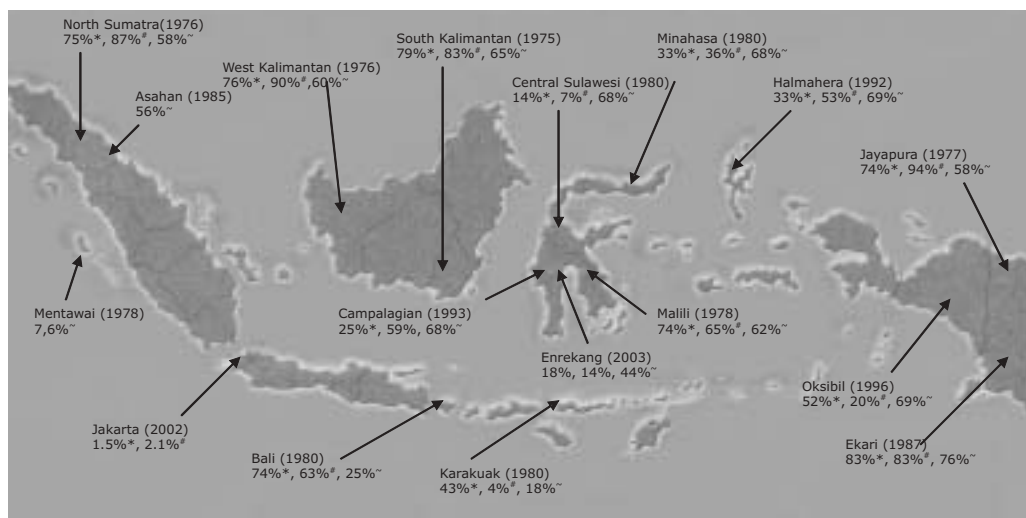 North Sumatra(1976)
75%*, 87%#, 58%~
South Kalimantan (1975)
79%*, 83%#, 65%~
Minahasa (1980)
33%*, 36%#, 68%~
West Kalimantan (1976)
76%*, 90%#,60%~
Central Sulawesi (1980)
14%*, 7%#, 68%~
Halmahera (1992)
33%*, 53%#, 69%~
Asahan (1985)
56%~
Jayapura (1977)
74%*, 94%#, 58%~
Mentawai (1978)
7,6%~
Campalagian (1993)
25%*, 59%, 68%~
Malili (1978)
74%*, 65%#, 62%~
Enrekang (2003)
18%, 14%, 44%~
Oksibil (1996)
52%*, 20%#, 69%~
Jakarta (2002)
1.5%*, 2.1%#
Bali (1980)
74%*, 63%#, 25%~
Karakuak (1980)
43%*, 4%#, 18%~
Ekari (1987)
83%*, 83%#, 76%~